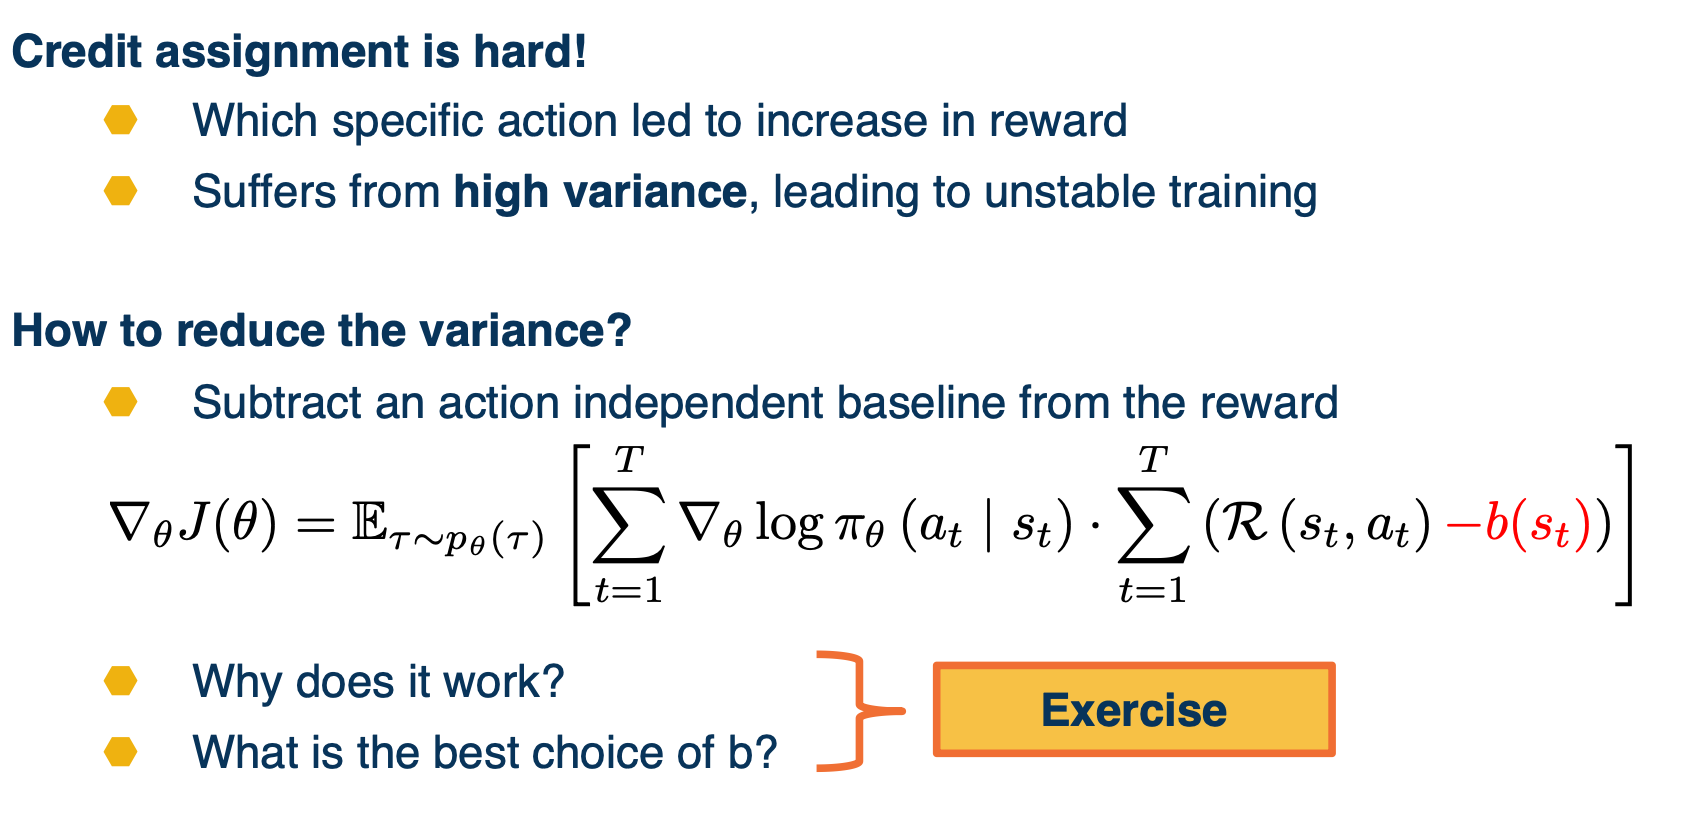 Credit assignment is hard!
Which specific action led to increase in reward
Suffers from high variance, leading to unstable training
How to reduce the variance?
Subtract an action independent baseline from the reward
$\nabla_\theta J(\theta) = \mathbb{E}_{\tau \sim p_\theta(\tau)} \left[ \sum_{t=1}^{T} \nabla_\theta \log \pi_\theta (a_t \mid s_t) \cdot \sum_{t=1}^{T} (\mathcal{R}(s_t, a_t) - b(s_t)) \right]$
Why does it work?
What is the best choice of b?
Exercise